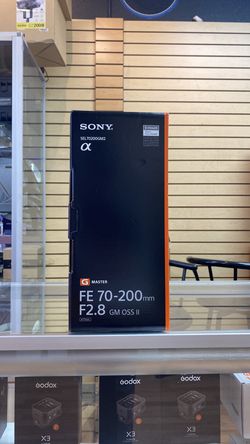 SONY
SEL70200GM2
α
G MASTER
FE 70-200mm
F2.8 GM OSS II
Godox
Godox
Godox
X3
X3
X3